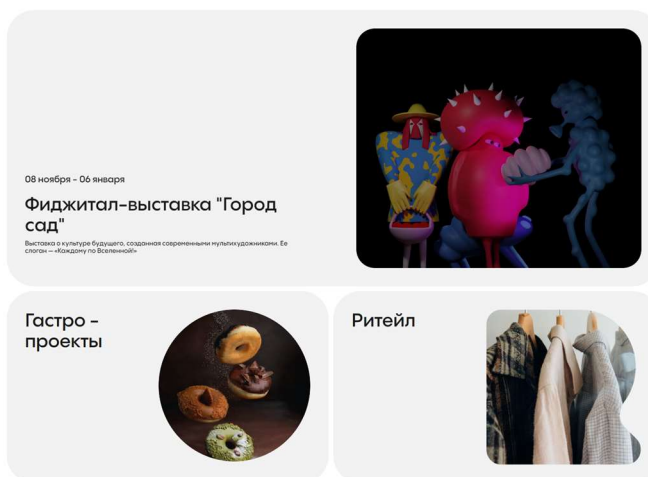 08 ноября - 06 января
Фиджитал-выставка "Город
сад"
Выставка о культуре будущего, созданная современными мультихудожниками. Ее
слоган — «Каждому по Вселенной!»
Гастро -
проекты
Ритейл